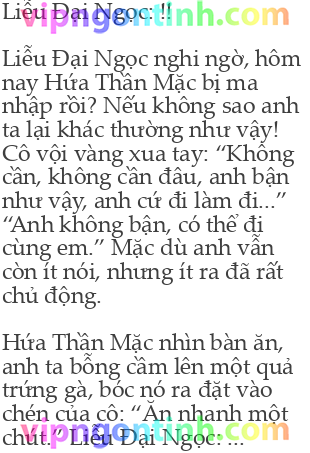 Liễu Đại Ngọc: !!
vipngontinh.com
Liễu Đại Ngọc nghi ngờ, hôm
nay Hứa Thần Mặc bị ma
nhập rồi? Nếu không sao anh
ta lại khác thường như vậy!
Cô vội vàng xua tay: “Không
cần, không cần đâu, anh bận
như vậy, anh cứ đi làm đi...”
“Anh không bận, có thể đi
cùng em.” Mặc dù anh vẫn
còn ít nói, nhưng ít ra đã rất
chủ động.
Hứa Thần Mặc nhìn bàn ăn,
anh ta bỗng cầm lên một quả
trứng gà, bóc nó ra đặt vào
chén của cô: “Ăn nhanh một
chút.” Liễu Đại Ngọc: ...
vipngontinh.com